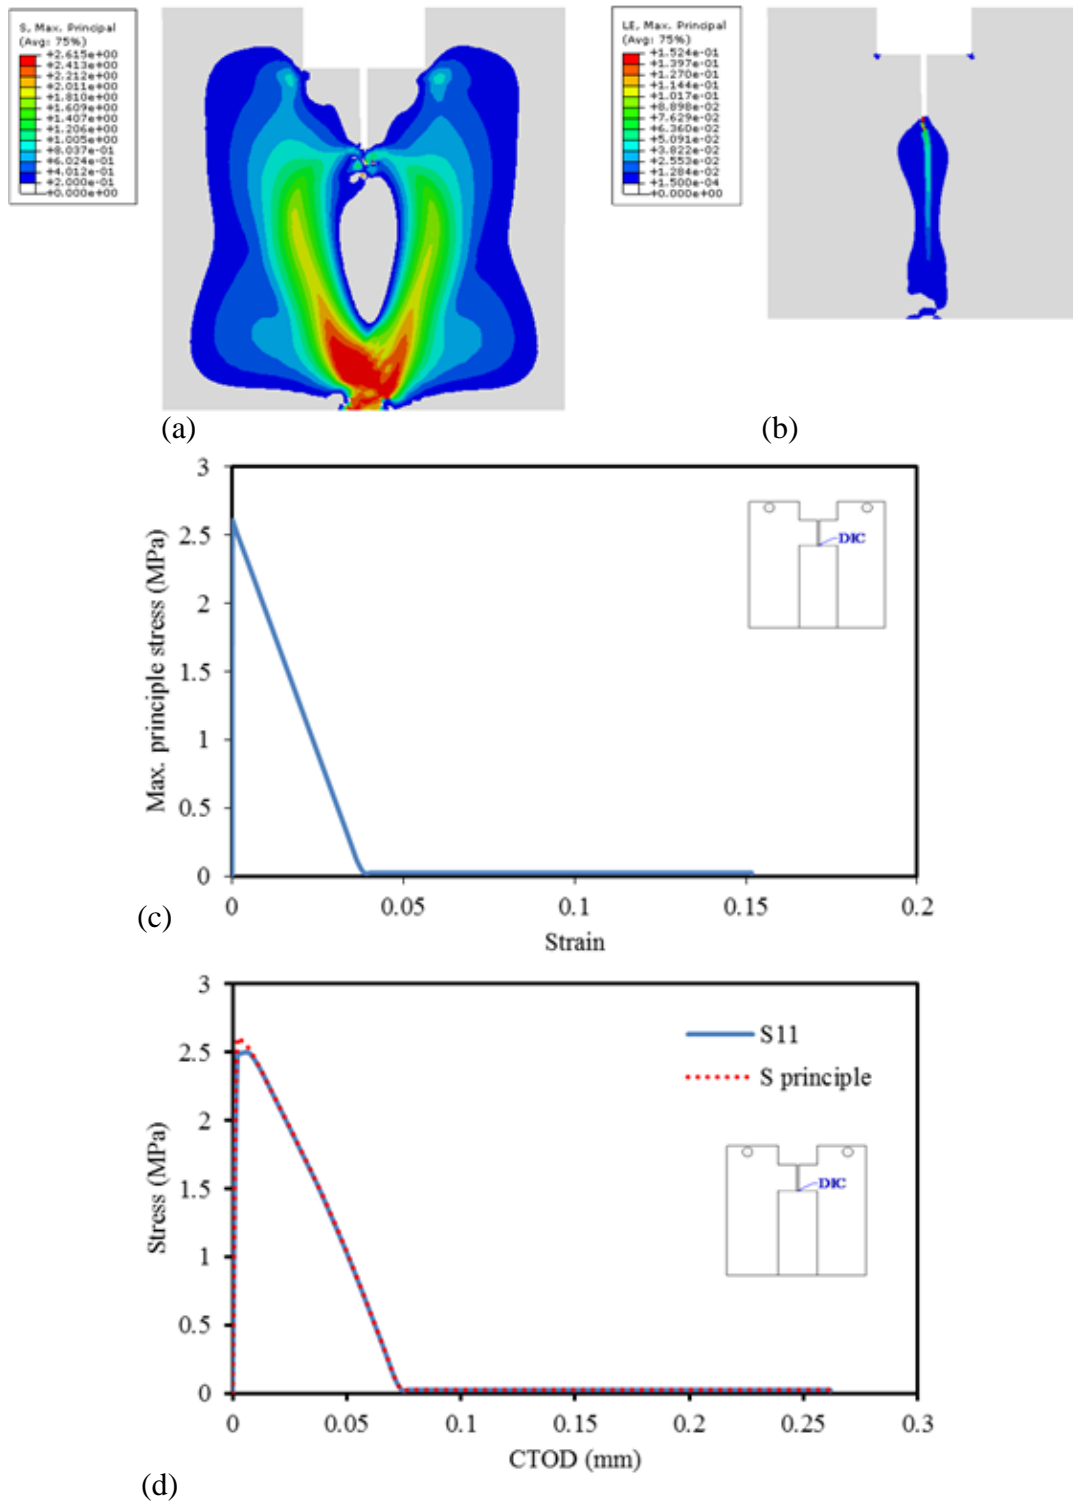 S, Max. Principal
(Avg: 75%)
+2.615e+00
+2.413e+00
+2.212e+00
+2.011e+00
+1.810e+00
+1.609e+00
+1.407e+00
+1.206e+00
+1.005e+00
+8.037e-01
+6.024e-01
+4.012e-01
+2.000e-01
+0.000e+00
LE, Max. Principal
(Avg: 75%)
+1.524e-01
+1.397e-01
+1.270e-01
+1.144e-01
+1.017e-01
+8.898e-02
+7.629e-02
+6.360e-02
+5.091e-02
+3.822e-02
+2.553e-02
+1.284e-02
+1.500e-04
+0.000e+00
(a)
(b)
Max. principle stress (MPa)
3
2.5
2
1.5
1
0.5
0
DIC
0 0.05 0.1 0.15 0.2
Strain
(c)
Stress (MPa)
3
2.5
2
1.5
1
0.5
0
S11
S principle
DIC
0 0.05 0.1 0.15 0.2 0.25 0.3
CTOD (mm)
(d)